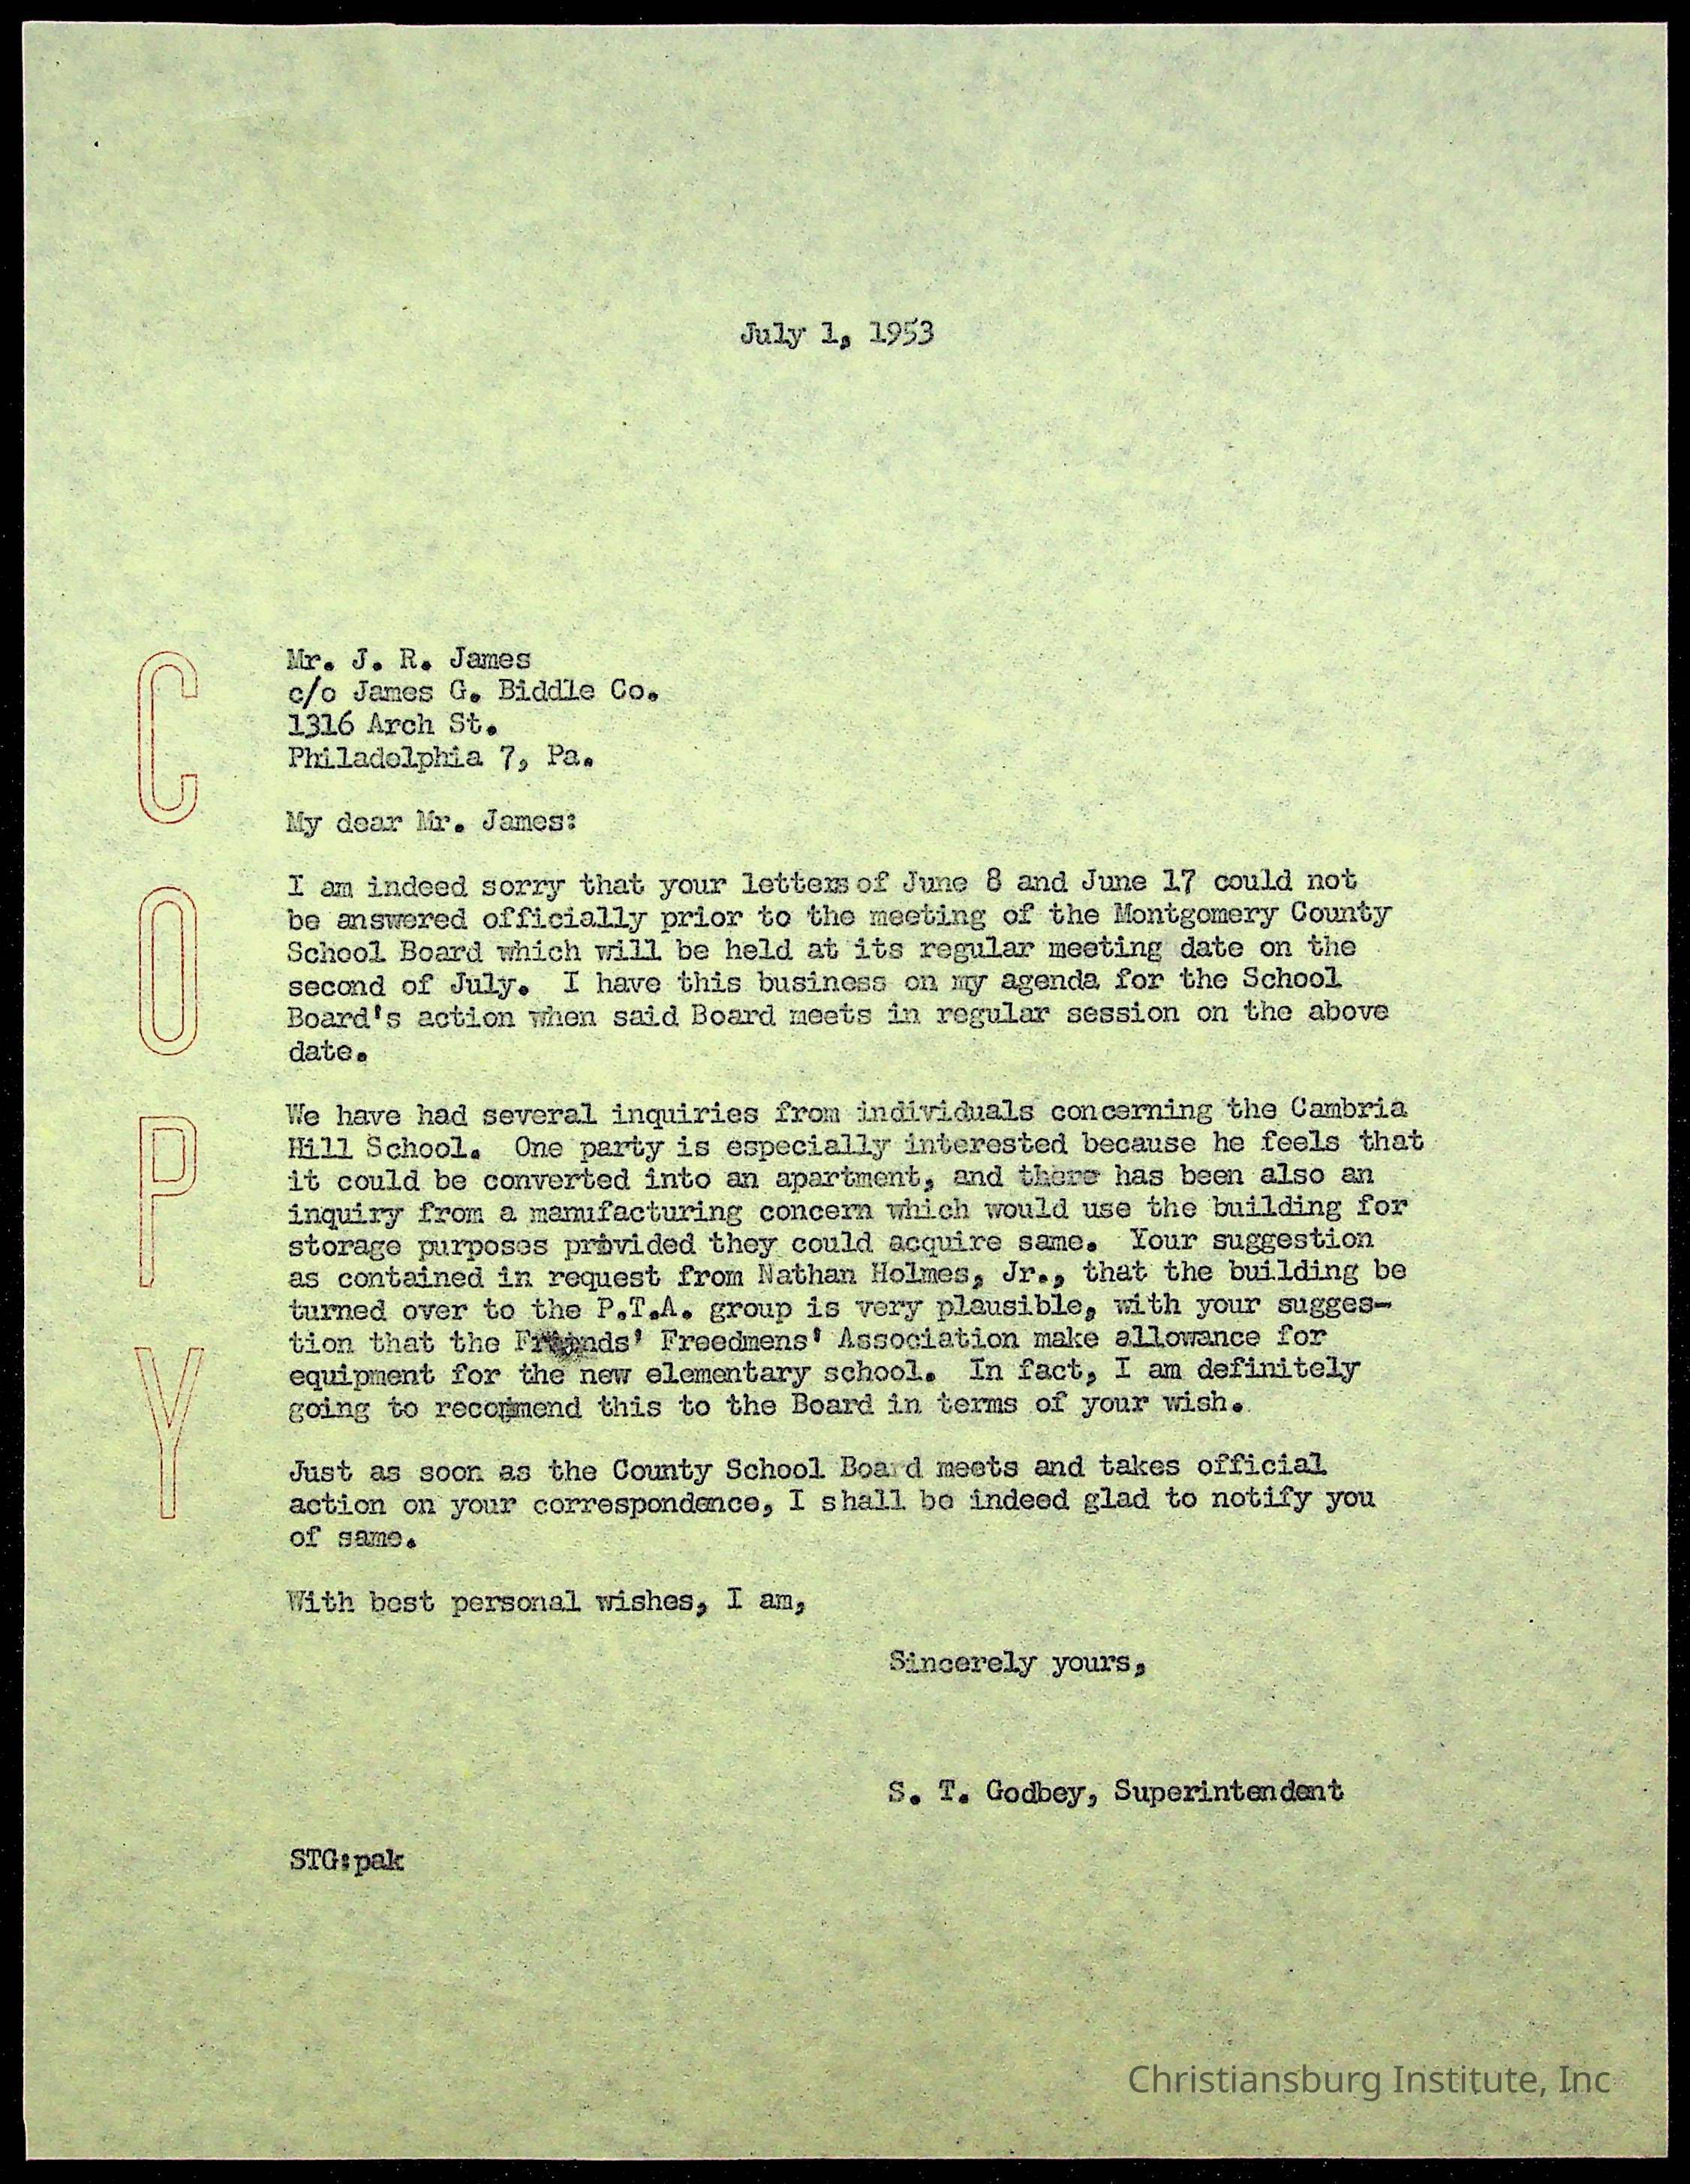 July 1, 1953
COPY
Mr. J. R. James
c/o James G. Biddle Co.
1316 Arch St.
Philadelphia 7, Pa.
My dear Mr. James:
I am indeed sorry that your letters of June 8 and June 17 could not
be answered officially prior to the meeting of the Montgomery County
School Board which will be held at its regular meeting date on the
second of July. I have this business on my agenda for the School
Board's action when said Board meets in regular session on the above
date.
We have had several inquiries from individuals concerning the Cambria
Hill School. One party is especially interested because he feels that
it could be converted into an apartment, and there has been also an
inquiry from a manufacturing concern which would use the building for
storage purposes provided they could acquire same. Your suggestion
as contained in request from Nathan Holmes, Jr., that the building be
turned over to the P.T.A. group is very plausible, with your sugges-
tion that the Friends' Freedmens' Association make allowance for
equipment for the new elementary school. In fact, I am definitely
going to recommend this to the Board in terms of your wish.
Just as soon as the County School Board meets and takes official
action on your correspondence, I shall be indeed glad to notify you
of same.
With best personal wishes, I am,
Sincerely yours,
S. T. Godbey, Superintendent
STG:pak
Christiansburg Institute, Inc